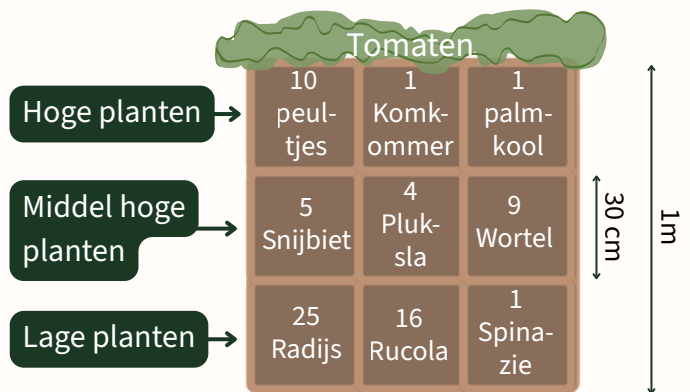 Tomaten
Hoge planten
10
peul-
tjes
1
Komk-
ommer
1
palm-
kool
Middel hoge
planten
5
Snijbiet
4
Pluk-
sla
9
Wortel
30 cm
1m
Lage planten
25
Radijs
16
Rucola
1
Spina-
zie